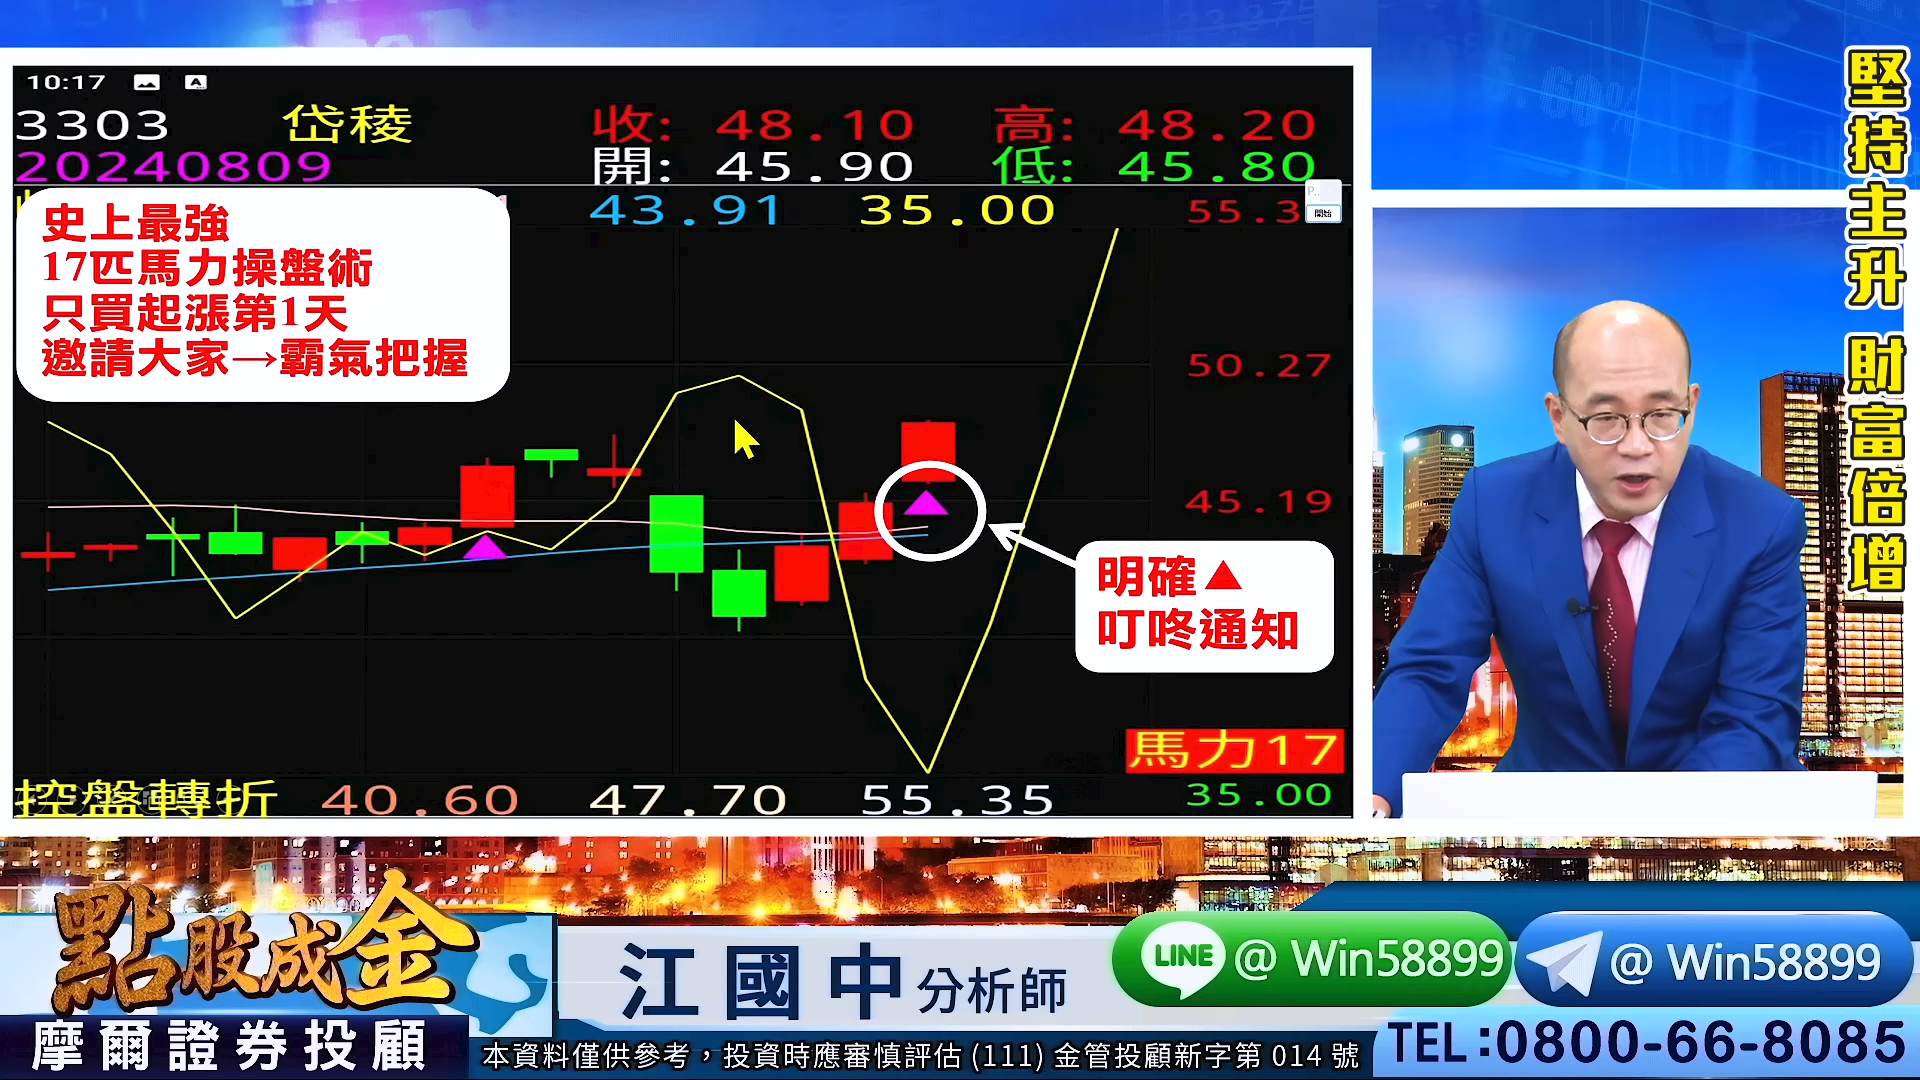 10:17
3303 岱稜 收: 48.10 高: 48.20
20240809 開: 45.90 低: 45.80
43.91 35.00 55.3
P..
開始
史上最強
17匹馬力操盤術
只買起漲第1天
邀請大家→霸氣把握
50.27
45.19
明確▲
叮咚通知
馬力17
控盤轉折 40.60 47.70 55.35 35.00
堅持主升 財富倍增
點股成金
摩爾證券投顧
江國中 分析師
LINE @ Win58899
@ Win58899
TEL:0800-66-8085
本資料僅供參考，投資時應審慎評估 (111) 金管投顧新字第 014 號